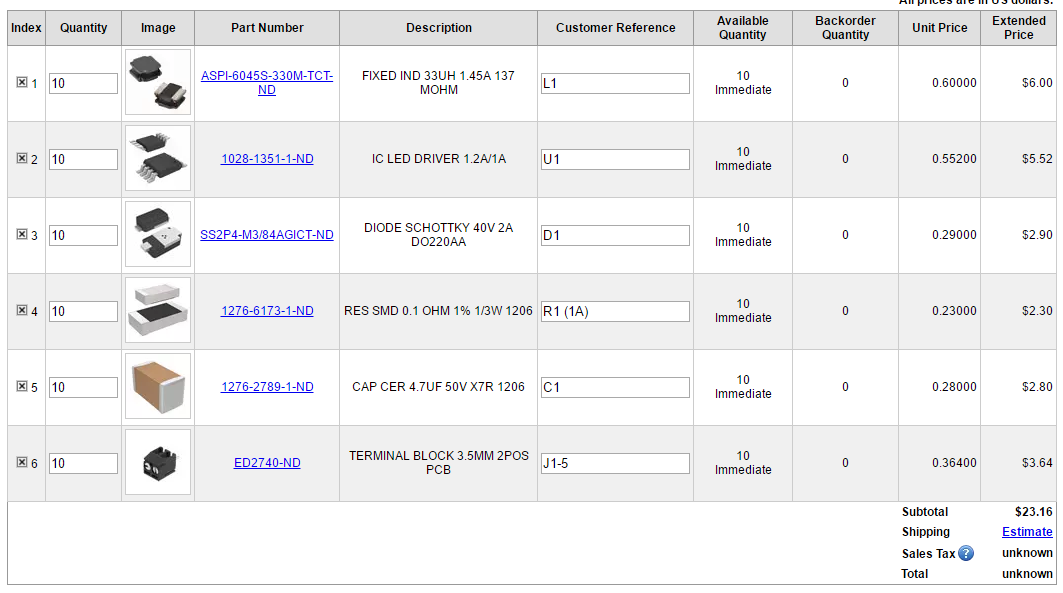 All prices are in US dollars.
Index Quantity Image Part Number Description Customer Reference Available Quantity Backorder Quantity Unit Price Extended Price
1 10 ASPI-6045S-330M-TCT-ND FIXED IND 33UH 1.45A 137 MOHM L1 10 Immediate 0 0.60000 $6.00
2 10 1028-1351-1-ND IC LED DRIVER 1.2A/1A U1 10 Immediate 0 0.55200 $5.52
3 10 SS2P4-M3/84AGICT-ND DIODE SCHOTTKY 40V 2A DO220AA D1 10 Immediate 0 0.29000 $2.90
4 10 1276-6173-1-ND RES SMD 0.1 OHM 1% 1/3W 1206 R1 (1A) 10 Immediate 0 0.23000 $2.30
5 10 1276-2789-1-ND CAP CER 4.7UF 50V X7R 1206 C1 10 Immediate 0 0.28000 $2.80
6 10 ED2740-ND TERMINAL BLOCK 3.5MM 2POS PCB J1-5 10 Immediate 0 0.36400 $3.64
Subtotal $23.16
Shipping Estimate
Sales Tax ? unknown
Total unknown